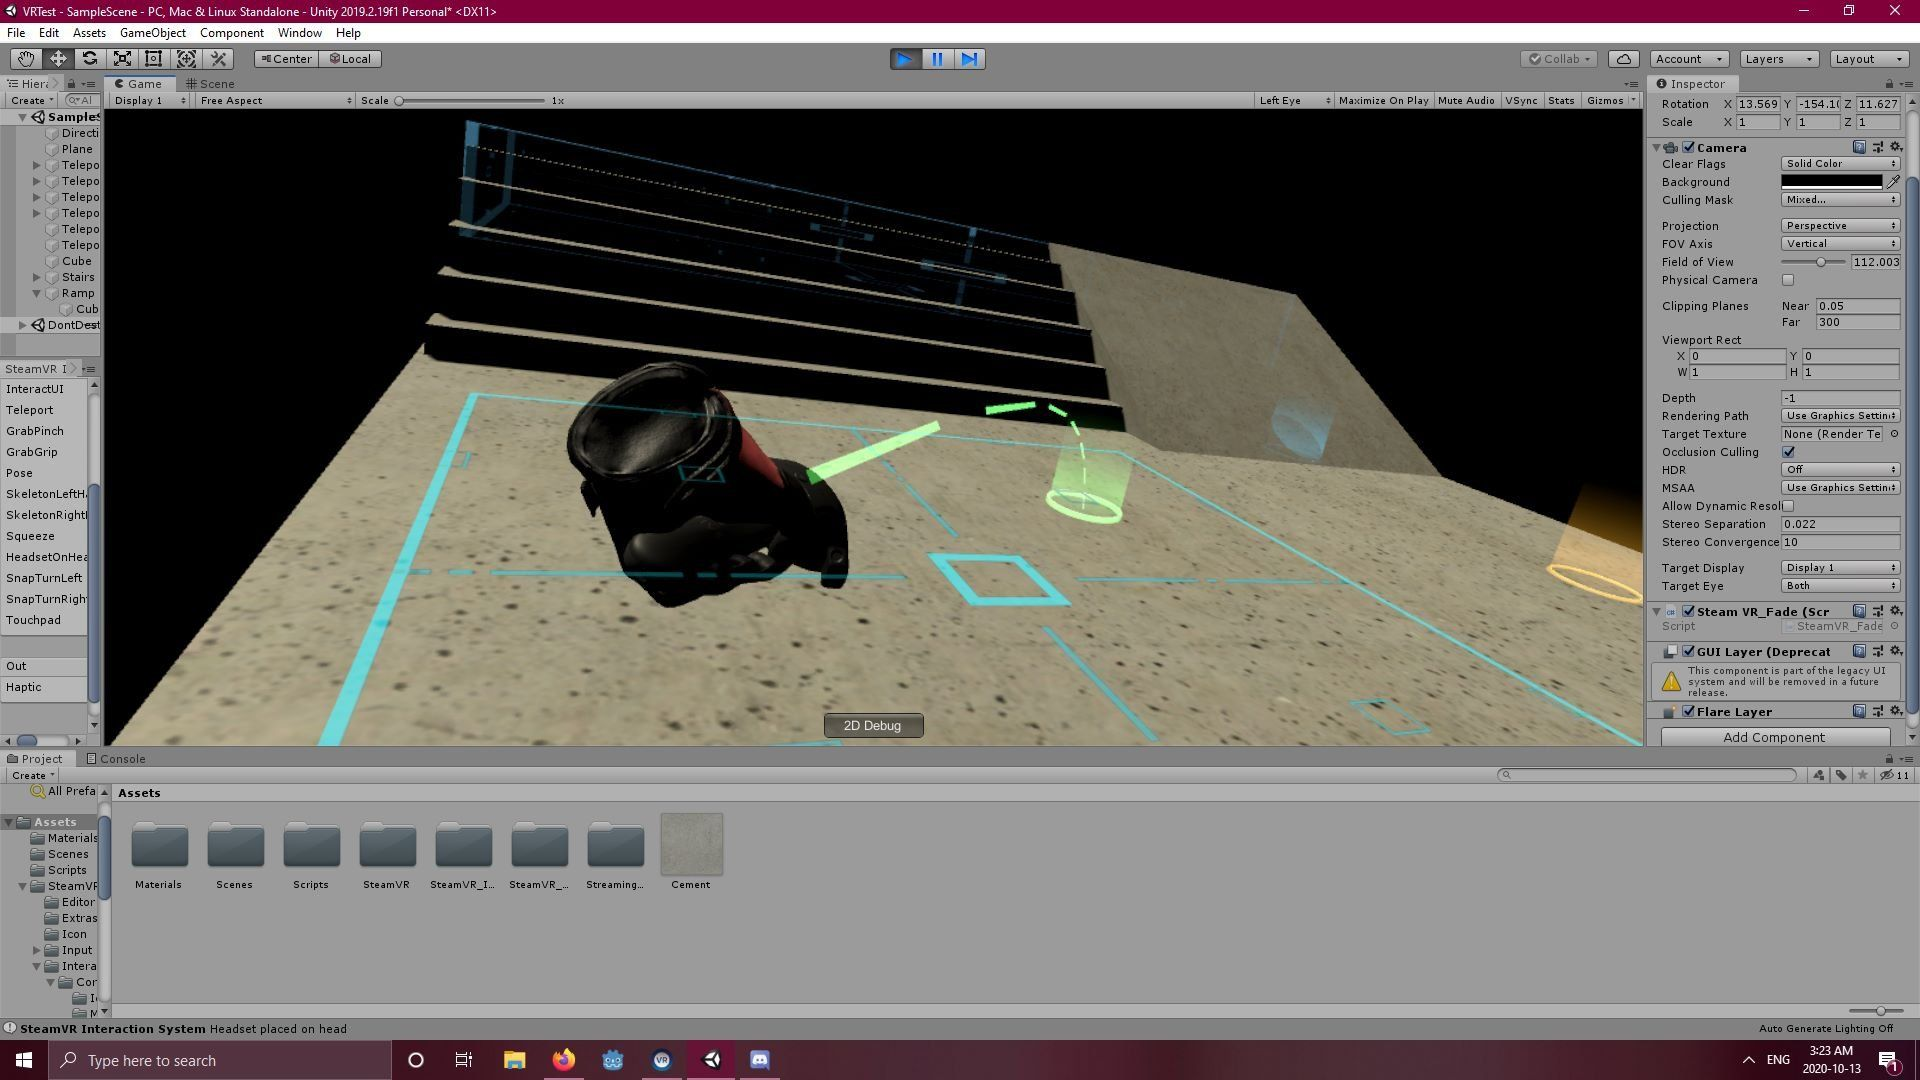 VRTest - SampleScene - PC, Mac & Linux Standalone - Unity 2019.2.19f1 Personal* <DX11>
File Edit Assets GameObject Component Window Help
Center Local Collab Account Layers Layout
Hiera Game Scene Inspector
Create All Display 1 Free Aspect Scale 1x Left Eye Maximize On Play Mute Audio VSync Stats Gizmos
SampleS
Directi
Plane
Telepo
Telepo
Telepo
Telepo
Telepo
Telepo
Cube
Stairs
Ramp
Cub
DontDest
SteamVR I
InteractUI
Teleport
GrabPinch
GrabGrip
Pose
SkeletonLeftHa
SkeletonRightH
Squeeze
HeadsetOnHea
SnapTurnLeft
SnapTurnRigh
Touchpad
Out
Haptic
2D Debug
Rotation X 13.569 Y -154.10 Z 11.627
Scale X 1 Y 1 Z 1
Camera
Clear Flags Solid Color
Background
Culling Mask Mixed...
Projection Perspective
FOV Axis Vertical
Field of View 112.003
Physical Camera
Clipping Planes Near 0.05
Far 300
Viewport Rect
X 0 Y 0
W 1 H 1
Depth -1
Rendering Path Use Graphics Settin
Target Texture None (Render Te
Occlusion Culling
HDR Off
MSAA Use Graphics Settin
Allow Dynamic Resol
Stereo Separation 0.022
Stereo Convergence 10
Target Display Display 1
Target Eye Both
Steam VR_Fade (Scr
Script SteamVR_Fade
GUI Layer (Deprecat
This component is part of the legacy UI
system and will be removed in a future
release.
Flare Layer
Add Component
Project Console
Create 11
All Prefa
Assets
Materials
Scenes
Scripts
SteamVR
Editor
Extras
Icon
Input
Intera
Cor
Assets
Materials Scenes Scripts SteamVR SteamVR_I... SteamVR_... Streaming... Cement
SteamVR Interaction System Headset placed on head Auto Generate Lighting Off
Type here to search VR ENG 3:23 AM
2020-10-13 1